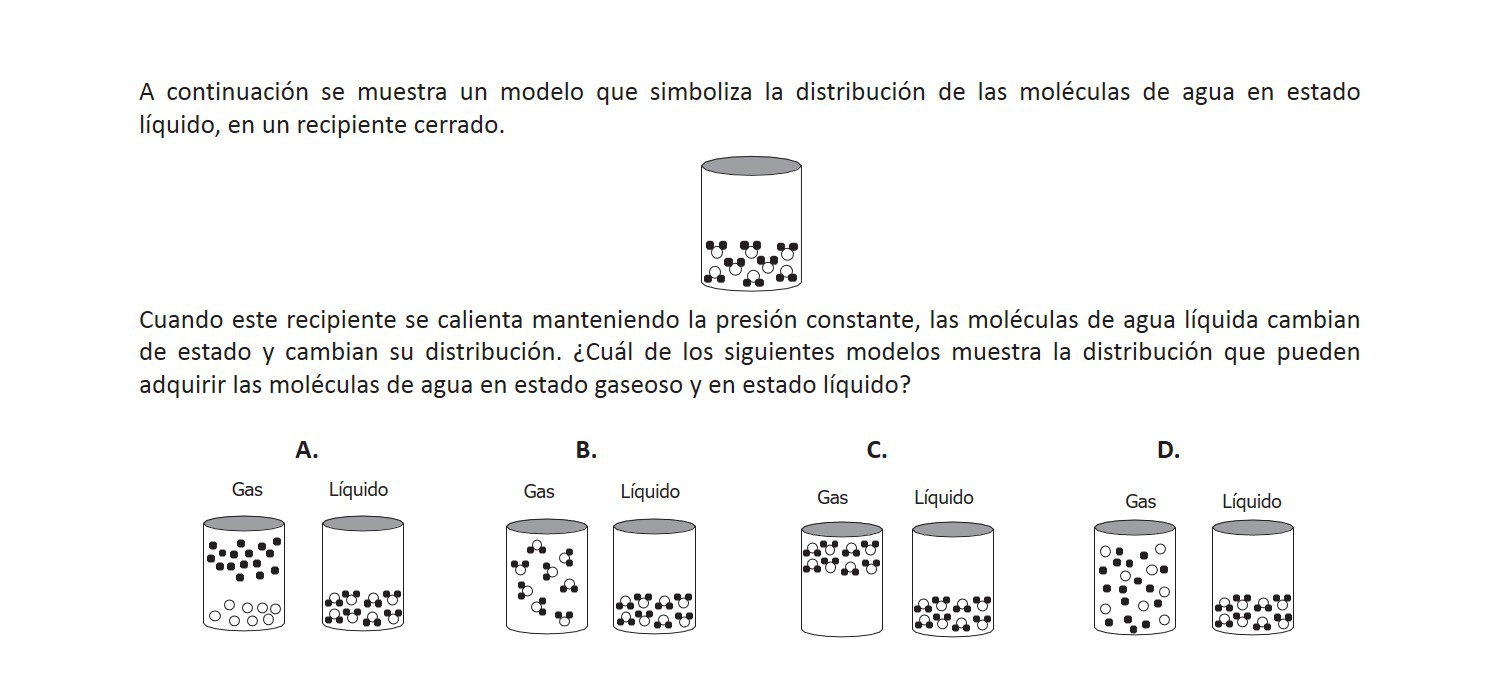 A continuación se muestra un modelo que simboliza la distribución de las moléculas de agua en estado
líquido, en un recipiente cerrado.
Cuando este recipiente se calienta manteniendo la presión constante, las moléculas de agua líquida cambian
de estado y cambian su distribución. ¿Cuál de los siguientes modelos muestra la distribución que pueden
adquirir las moléculas de agua en estado gaseoso y en estado líquido?
A. B. C. D.
Gas Líquido Gas Líquido Gas Líquido Gas Líquido